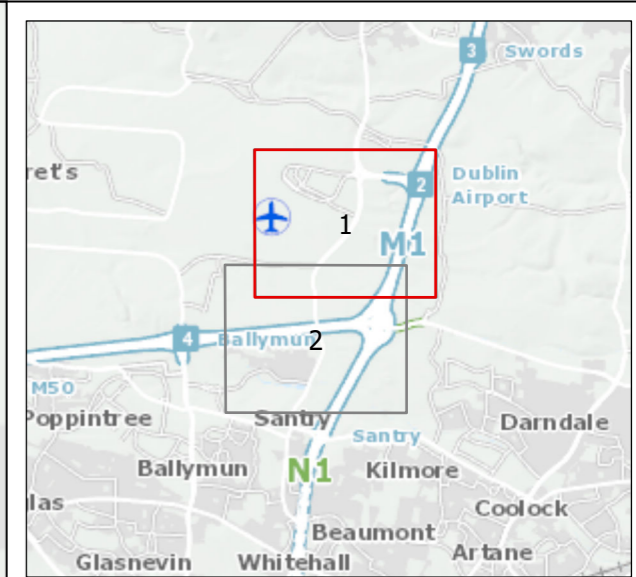 3 Swords
ret's
2 Dublin
Airport
1
M1
4 Ballymun 2
M50
Poppintree
Santry
Darndale
Santry
Ballymun
N1
Kilmore
las
Coolock
Beaumont
Artane
Glasnevin
Whitehall